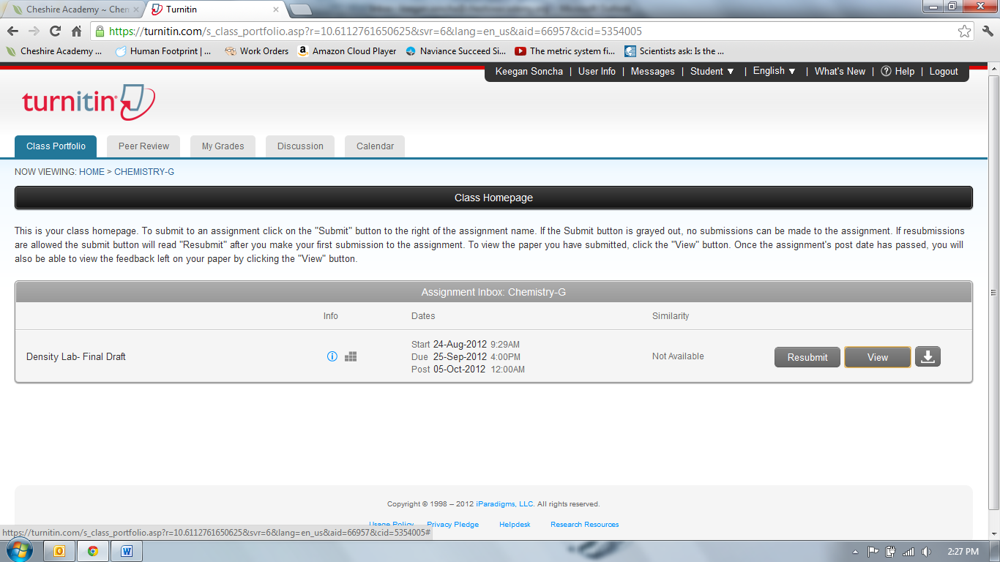 Cheshire Academy ~ Chen
Turnitin
https://turnitin.com/s_class_portfolio.asp?r=10.6112761650625&svr=6&lang=en_us&aid=66957&cid=5354005
Cheshire Academy ... Human Footprint | ... Work Orders Amazon Cloud Player Naviance Succeed Si... The metric system fi... Scientists ask: Is the ...
Keegan Soncha | User Info | Messages | Student ▼ | English ▼ | What's New | ? Help | Logout
turnitin
Class Portfolio Peer Review My Grades Discussion Calendar
NOW VIEWING: HOME > CHEMISTRY-G
Class Homepage
This is your class homepage. To submit to an assignment click on the "Submit" button to the right of the assignment name. If the Submit button is grayed out, no submissions can be made to the assignment. If resubmissions
are allowed the submit button will read "Resubmit" after you make your first submission to the assignment. To view the paper you have submitted, click the "View" button. Once the assignment's post date has passed, you will
also be able to view the feedback left on your paper by clicking the "View" button.
Assignment Inbox: Chemistry-G
Info Dates Similarity
Start 24-Aug-2012 9:29AM
Density Lab- Final Draft Due 25-Sep-2012 4:00PM Not Available Resubmit View
Post 05-Oct-2012 12:00AM
Copyright © 1998 – 2012 iParadigms, LLC. All rights reserved.
Usage Policy Privacy Pledge Helpdesk Research Resources
https://turnitin.com/s_class_portfolio.asp?r=10.6112761650625&svr=6&lang=en_us&aid=66957&cid=5354005#
2:27 PM